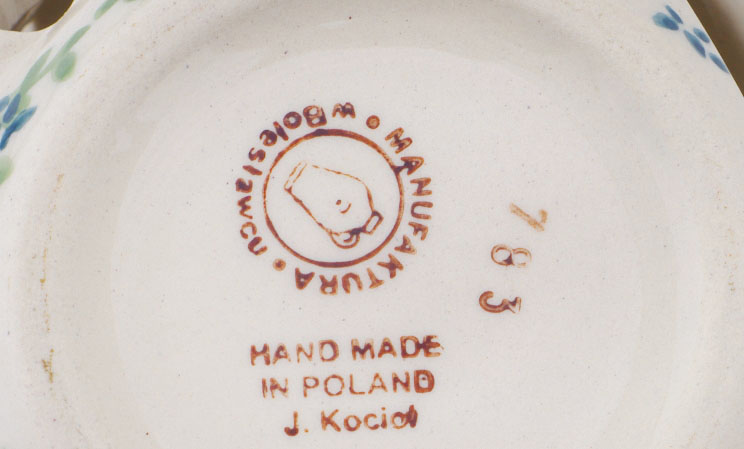 MANUFAKTURA • w Bolesławcu •
783
HAND MADE
IN POLAND
J. Kocioł